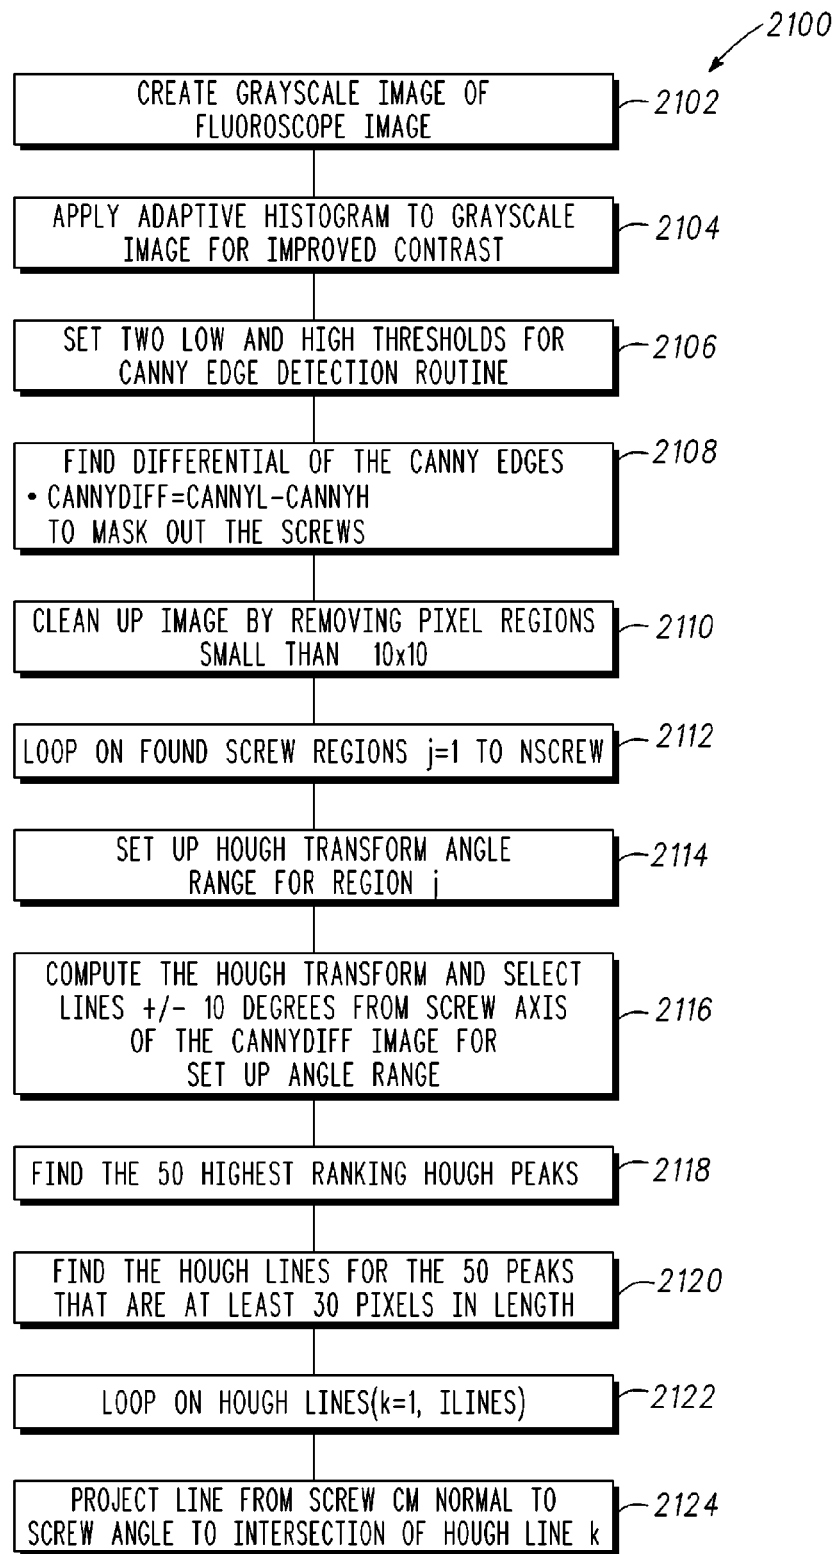 2100
CREATE GRAYSCALE IMAGE OF
FLUOROSCOPE IMAGE
2102
APPLY ADAPTIVE HISTOGRAM TO GRAYSCALE
IMAGE FOR IMPROVED CONTRAST
2104
SET TWO LOW AND HIGH THRESHOLDS FOR
CANNY EDGE DETECTION ROUTINE
2106
FIND DIFFERENTIAL OF THE CANNY EDGES
• CANNYDIFF=CANNYL-CANNYH
TO MASK OUT THE SCREWS
2108
CLEAN UP IMAGE BY REMOVING PIXEL REGIONS
SMALL THAN 10x10
2110
LOOP ON FOUND SCREW REGIONS j=1 TO NSCREW
2112
SET UP HOUGH TRANSFORM ANGLE
RANGE FOR REGION j
2114
COMPUTE THE HOUGH TRANSFORM AND SELECT
LINES +/- 10 DEGREES FROM SCREW AXIS
OF THE CANNYDIFF IMAGE FOR
SET UP ANGLE RANGE
2116
FIND THE 50 HIGHEST RANKING HOUGH PEAKS
2118
FIND THE HOUGH LINES FOR THE 50 PEAKS
THAT ARE AT LEAST 30 PIXELS IN LENGTH
2120
LOOP ON HOUGH LINES(k=1, ILINES)
2122
PROJECT LINE FROM SCREW CM NORMAL TO
SCREW ANGLE TO INTERSECTION OF HOUGH LINE k
2124